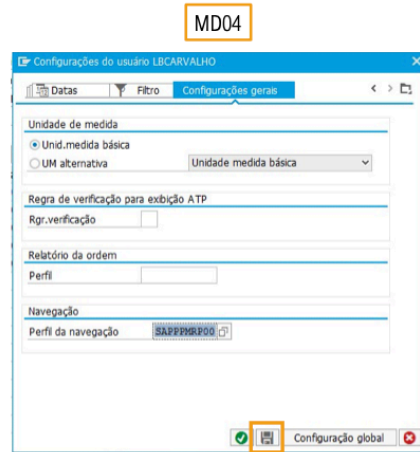 MD04
Configurações do usuário LBCARVALHO
Datas Filtro Configurações gerais
Unidade de medida
Unid.medida básica
UM alternativa Unidade medida básica
Regra de verificação para exibição ATP
Rgr.verificação
Relatório da ordem
Perfil
Navegação
Perfil da navegação SAPPPMRP00
Configuração global